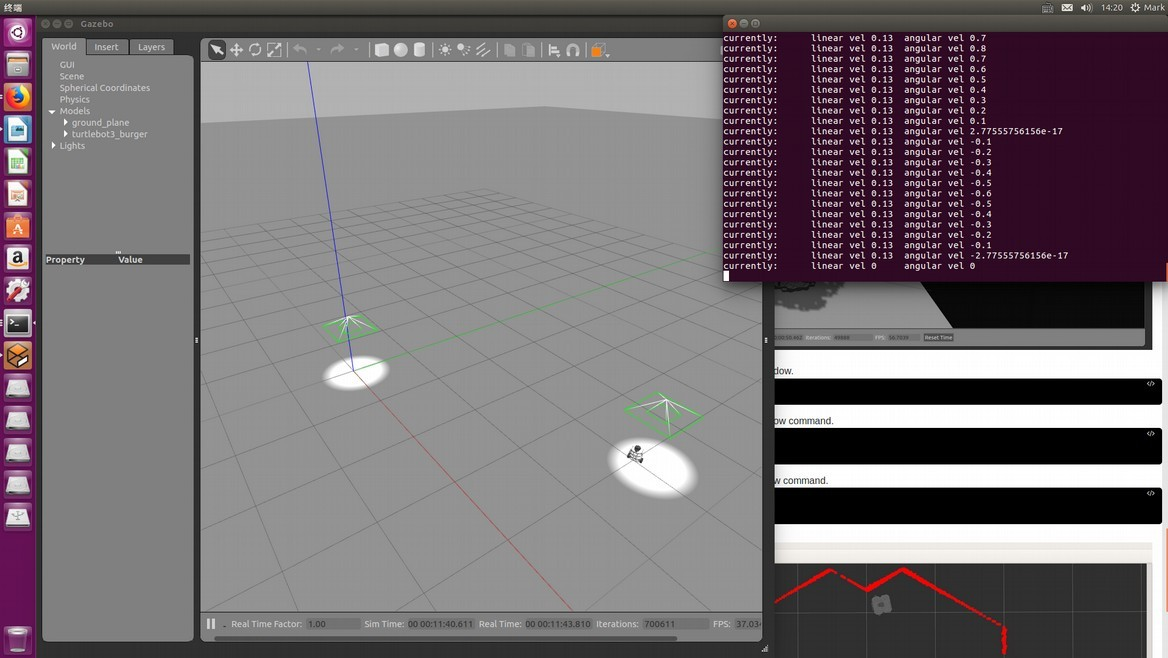 终端
14:20
Mark
Gazebo
World Insert Layers
GUI
Scene
Spherical Coordinates
Physics
Models
ground_plane
turtlebot3_burger
Lights
Property Value
Real Time Factor: 1.00 Sim Time: 00 00:11:40.611 Real Time: 00 00:11:43.810 Iterations: 700611 FPS: 37.034
currently: linear vel 0.13 angular vel 0.7
currently: linear vel 0.13 angular vel 0.8
currently: linear vel 0.13 angular vel 0.7
currently: linear vel 0.13 angular vel 0.6
currently: linear vel 0.13 angular vel 0.5
currently: linear vel 0.13 angular vel 0.4
currently: linear vel 0.13 angular vel 0.3
currently: linear vel 0.13 angular vel 0.2
currently: linear vel 0.13 angular vel 0.1
currently: linear vel 0.13 angular vel 2.77555756156e-17
currently: linear vel 0.13 angular vel -0.1
currently: linear vel 0.13 angular vel -0.2
currently: linear vel 0.13 angular vel -0.3
currently: linear vel 0.13 angular vel -0.4
currently: linear vel 0.13 angular vel -0.5
currently: linear vel 0.13 angular vel -0.6
currently: linear vel 0.13 angular vel -0.5
currently: linear vel 0.13 angular vel -0.4
currently: linear vel 0.13 angular vel -0.3
currently: linear vel 0.13 angular vel -0.2
currently: linear vel 0.13 angular vel -0.1
currently: linear vel 0.13 angular vel -2.77555756156e-17
currently: linear vel 0 angular vel 0
Iterations: FPS: Reset Time
dow.
</>
ow command.
</>
w command.
</>